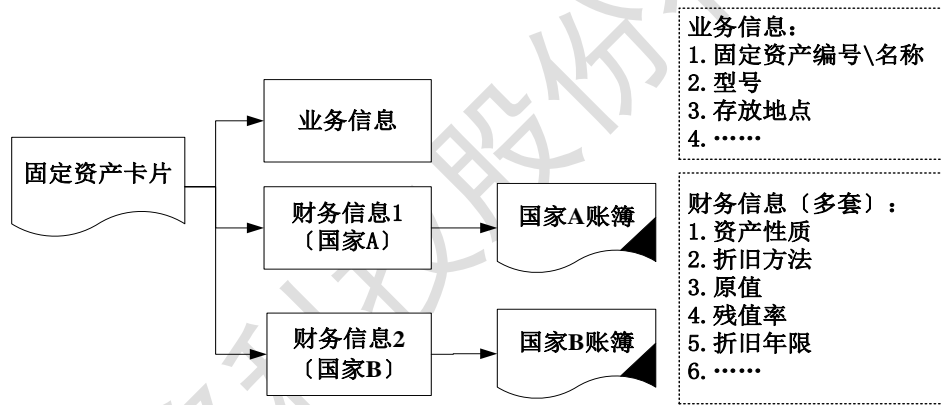 固定资产卡片
业务信息
财务信息1
〔国家A〕
国家A账簿
财务信息2
〔国家B〕
国家B账簿
业务信息：
1. 固定资产编号\名称
2. 型号
3. 存放地点
4. ……
财务信息〔多套〕：
1. 资产性质
2. 折旧方法
3. 原值
4. 残值率
5. 折旧年限
6. ……
科技股份